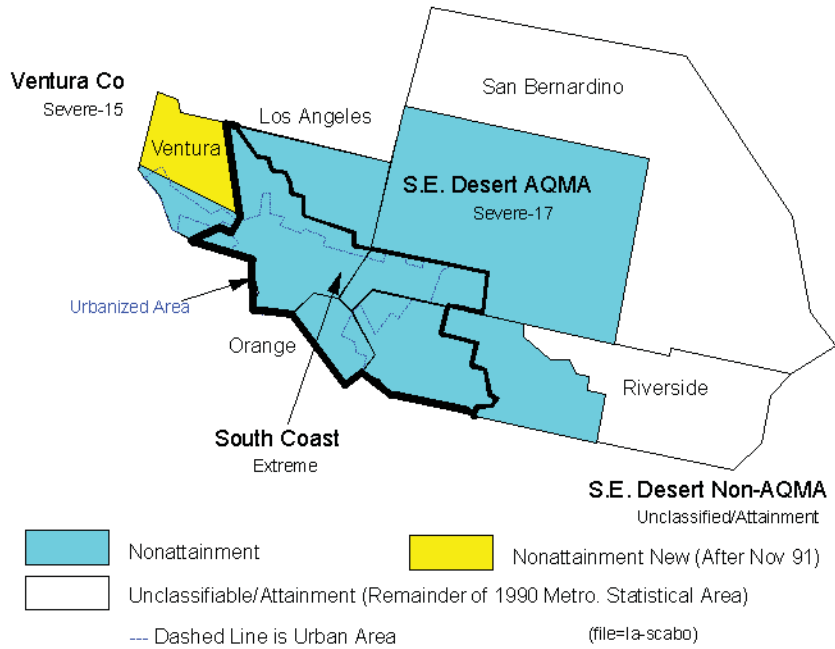 Ventura Co
Severe-15
San Bernardino
Los Angeles
Ventura
S.E. Desert AQMA
Severe-17
Urbanized Area
Orange
Riverside
South Coast
Extreme
S.E. Desert Non-AQMA
Unclassified/Attainment
Nonattainment
Nonattainment New (After Nov 91)
Unclassifiable/Attainment (Remainder of 1990 Metro. Statistical Area)
--- Dashed Line is Urban Area
(file=la-scabo)